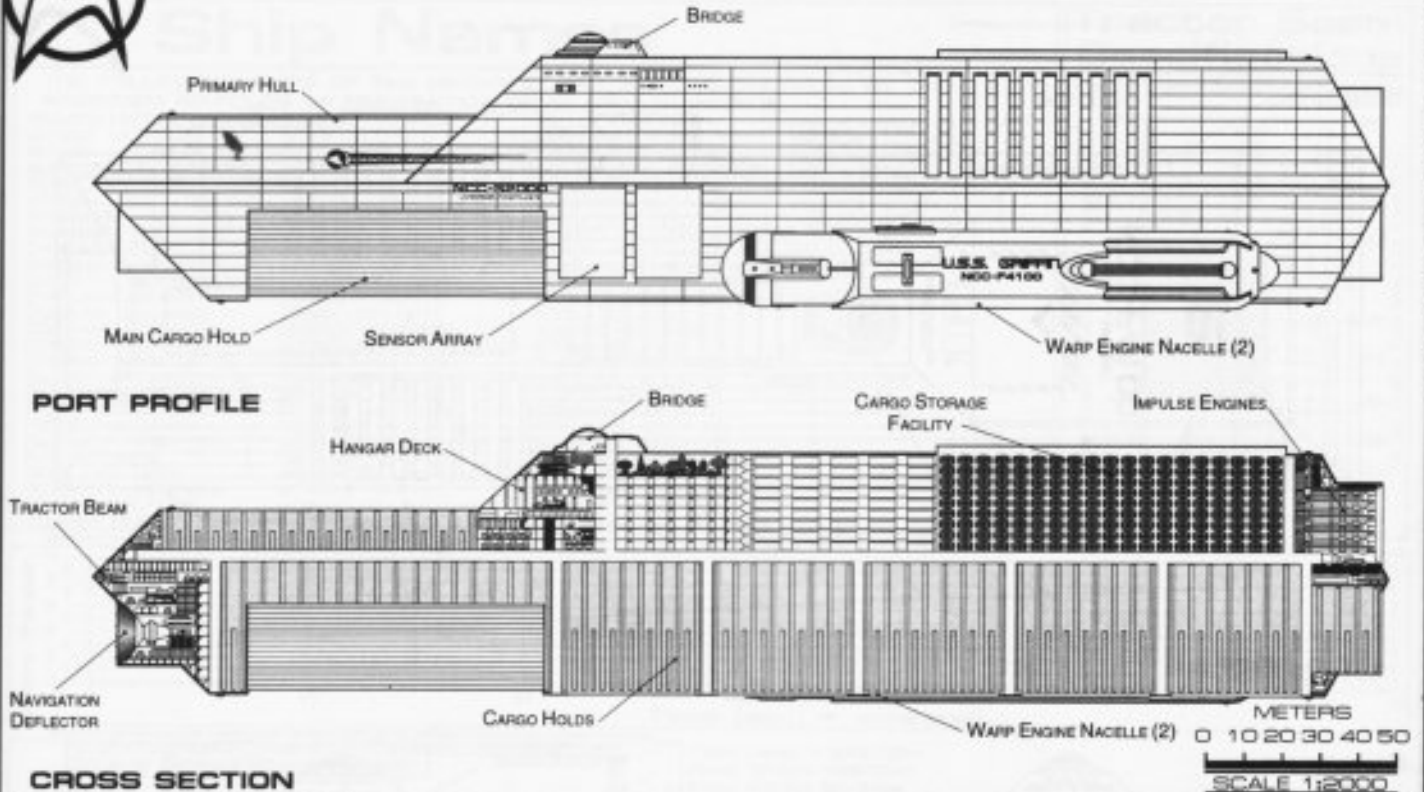 BRIDGE
PRIMARY HULL
MAIN CARGO HOLD
SENSOR ARRAY
U.S.S. GRIFFIN
WARP ENGINE NACELLE (2)
PORT PROFILE
BRIDGE
CARGO STORAGE
FACILITY
IMPULSE ENGINES
HANGAR DECK
TRACTOR BEAM
NAVIGATION
DEFLECTOR
CARGO HOLDS
WARP ENGINE NACELLE (2)
METERS
0 10 20 30 40 50
SCALE 1:2000
CROSS SECTION